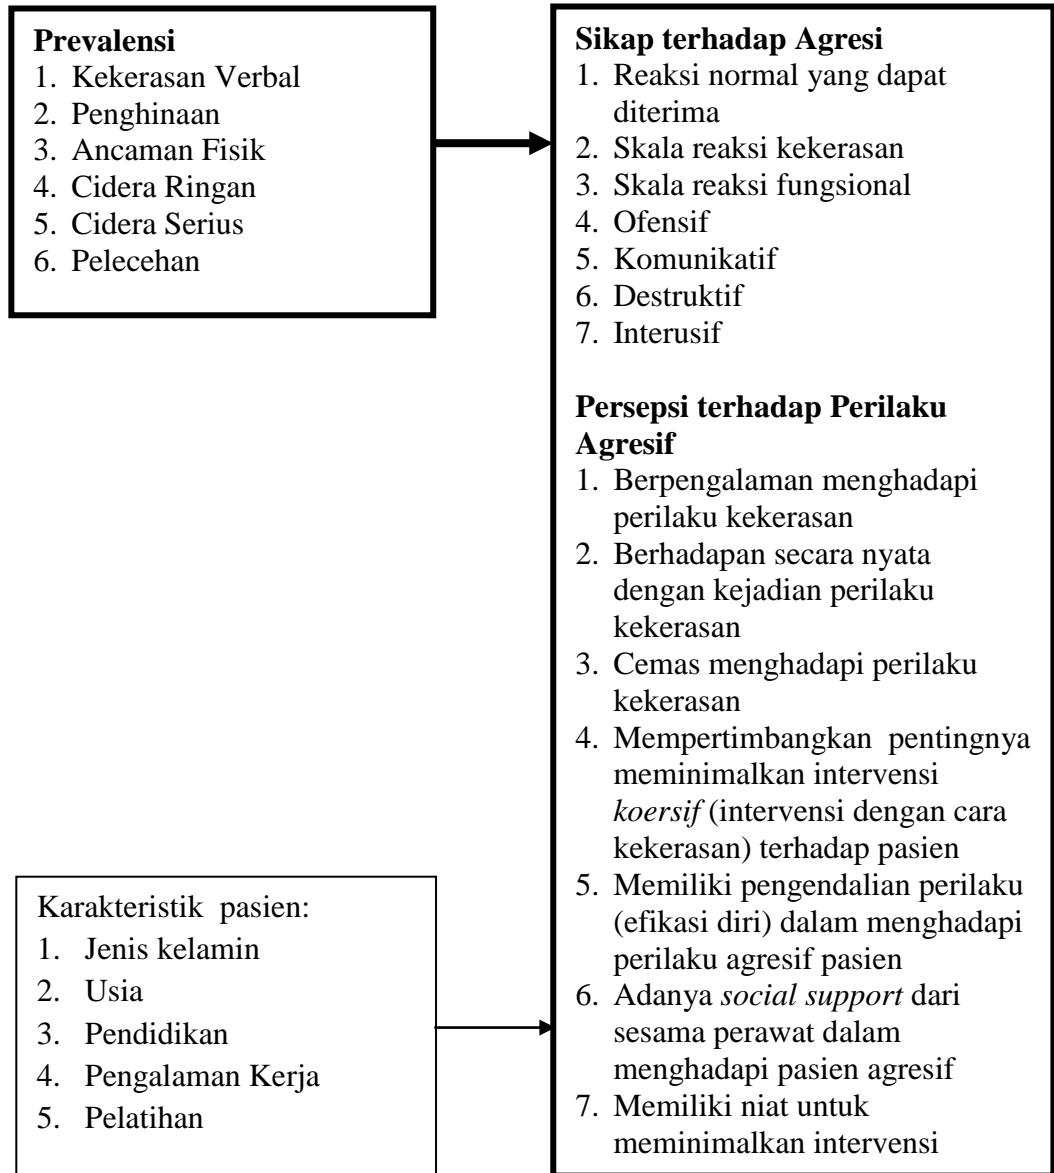 Prevalensi
1. Kekerasan Verbal
2. Penghinaan
3. Ancaman Fisik
4. Cidera Ringan
5. Cidera Serius
6. Pelecehan
Sikap terhadap Agresi
1. Reaksi normal yang dapat
diterima
2. Skala reaksi kekerasan
3. Skala reaksi fungsional
4. Ofensif
5. Komunikatif
6. Destruktif
7. Interusif
Persepsi terhadap Perilaku
Agresif
1. Berpengalaman menghadapi
perilaku kekerasan
2. Berhadapan secara nyata
dengan kejadian perilaku
kekerasan
3. Cemas menghadapi perilaku
kekerasan
4. Mempertimbangkan pentingnya
meminimalkan intervensi
koersif (intervensi dengan cara
kekerasan) terhadap pasien
5. Memiliki pengendalian perilaku
(efikasi diri) dalam menghadapi
perilaku agresif pasien
6. Adanya social support dari
sesama perawat dalam
menghadapi pasien agresif
7. Memiliki niat untuk
meminimalkan intervensi
Karakteristik pasien:
1. Jenis kelamin
2. Usia
3. Pendidikan
4. Pengalaman Kerja
5. Pelatihan